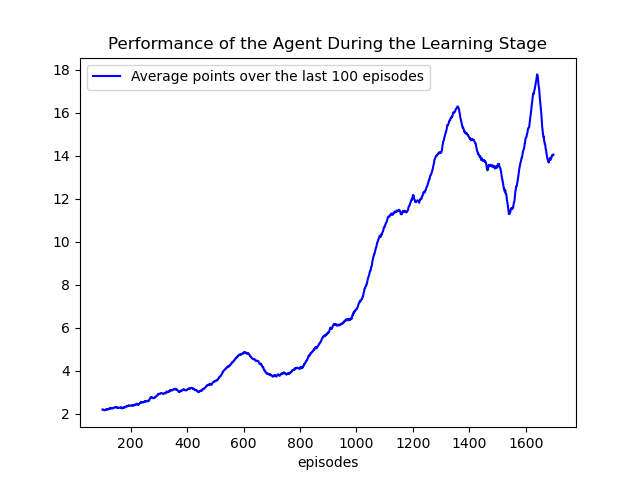 Performance of the Agent During the Learning Stage
Average points over the last 100 episodes
18
16
14
12
10
8
6
4
2
200 400 600 800 1000 1200 1400 1600
episodes